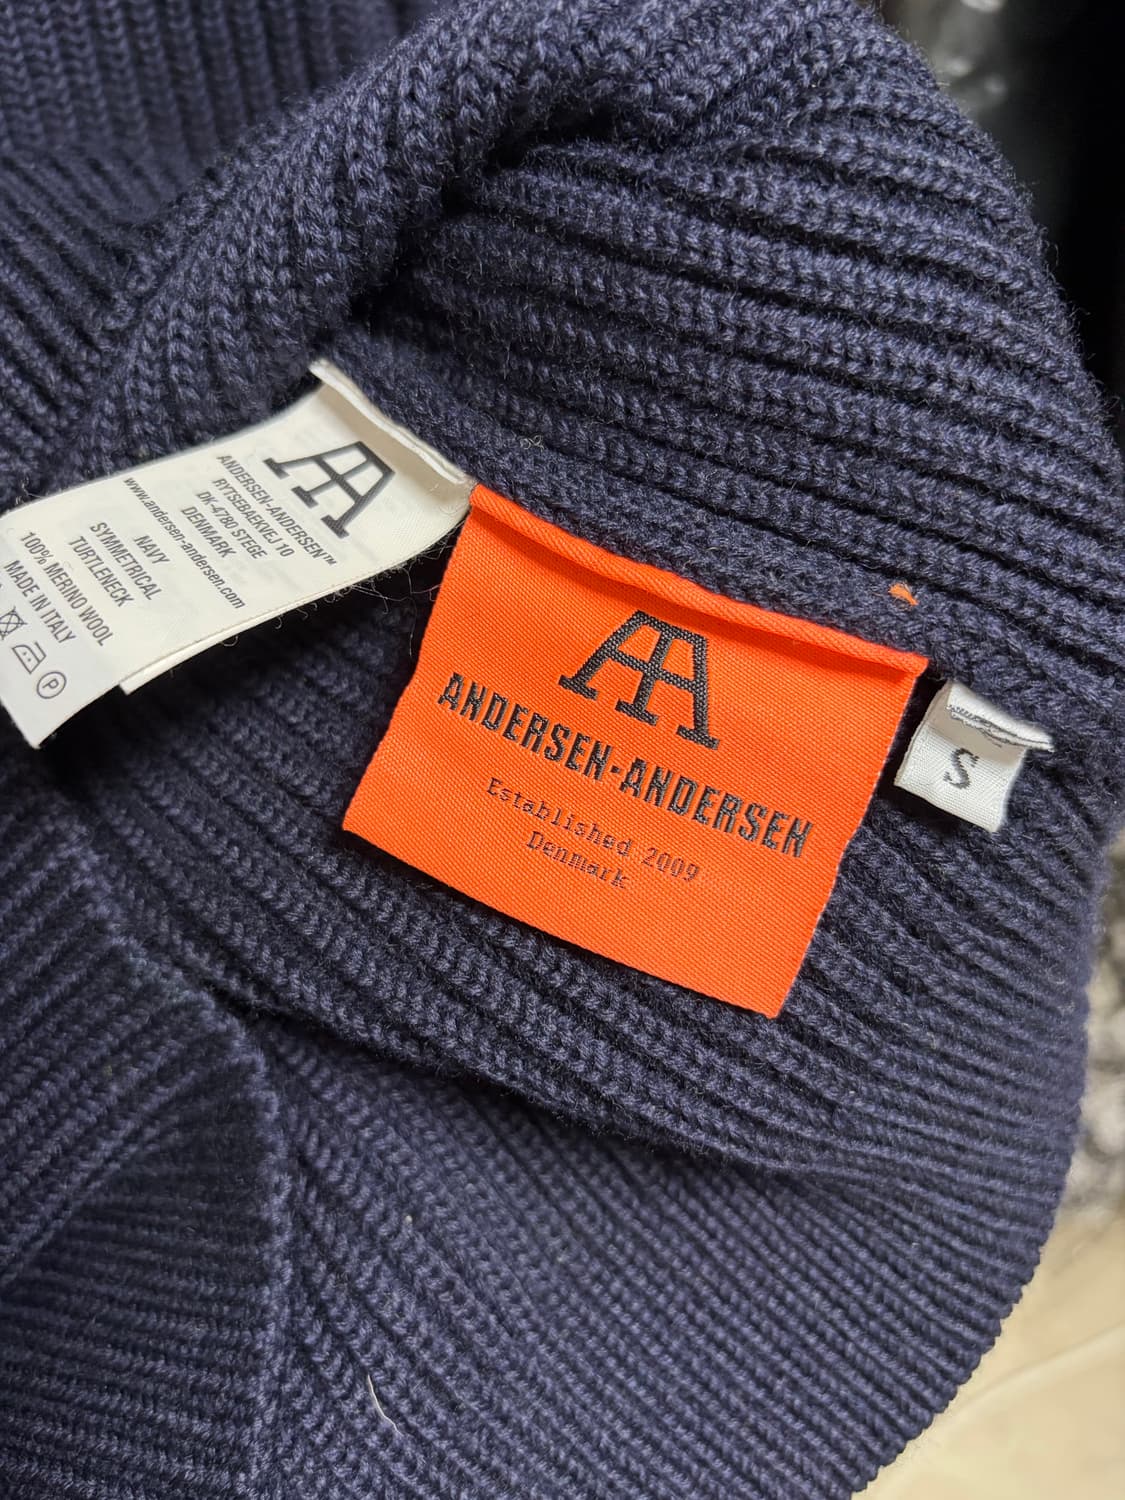 AA
ANDERSEN-ANDERSEN™
RYTSEBAEKVEJ 10
DK-4780 STEGE
DENMARK
www.andersen-andersen.com
NAVY
SYMMETRICAL
TURTLENECK
100% MERINO WOOL
MADE IN ITALY
P
AA
ANDERSEN-ANDERSEN
Established 2009
Denmark
S